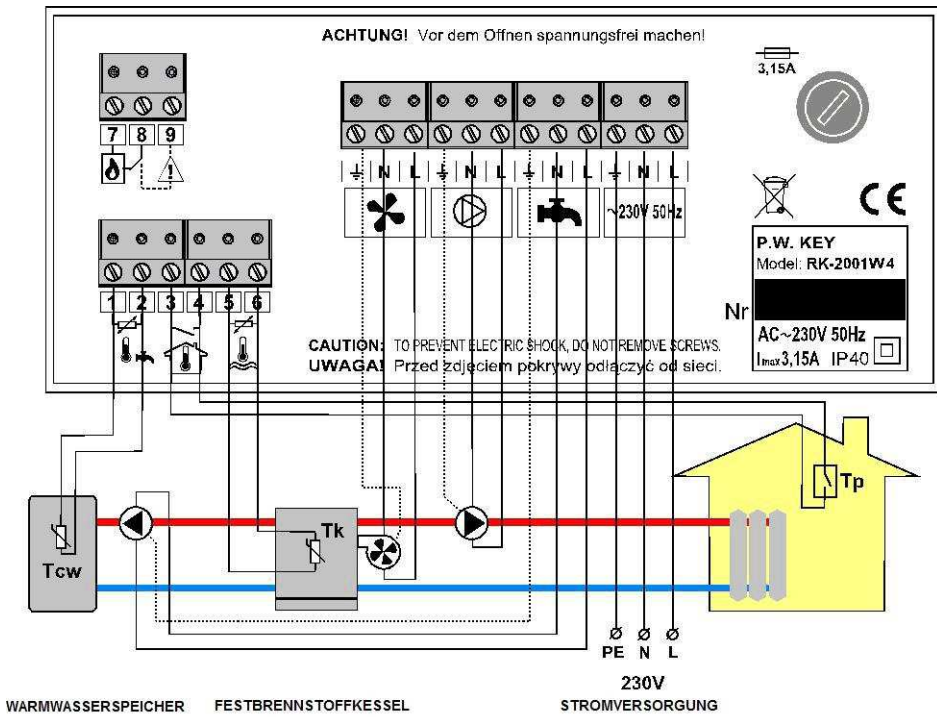 ACHTUNG! Vor dem Offnen spannungsfrei machen!
3,15A
7 8 9
N L N L N L N L
~230V 50Hz
P.W. KEY
Model: RK-2001W4
Nr
AC~230V 50Hz
Imax3,15A IP40
1 2 3 4 5 6
CAUTION: TO PREVENT ELECTRIC SHOCK, DO NOT REMOVE SCREWS.
UWAGA! Przed zdjęciem pokrywy odłączyć od sieci.
Tp
Tk
Tcw
PE N L
230V
WARMWASSERSPEICHER FESTBRENNSTOFFKESSEL STROMVERSORGUNG